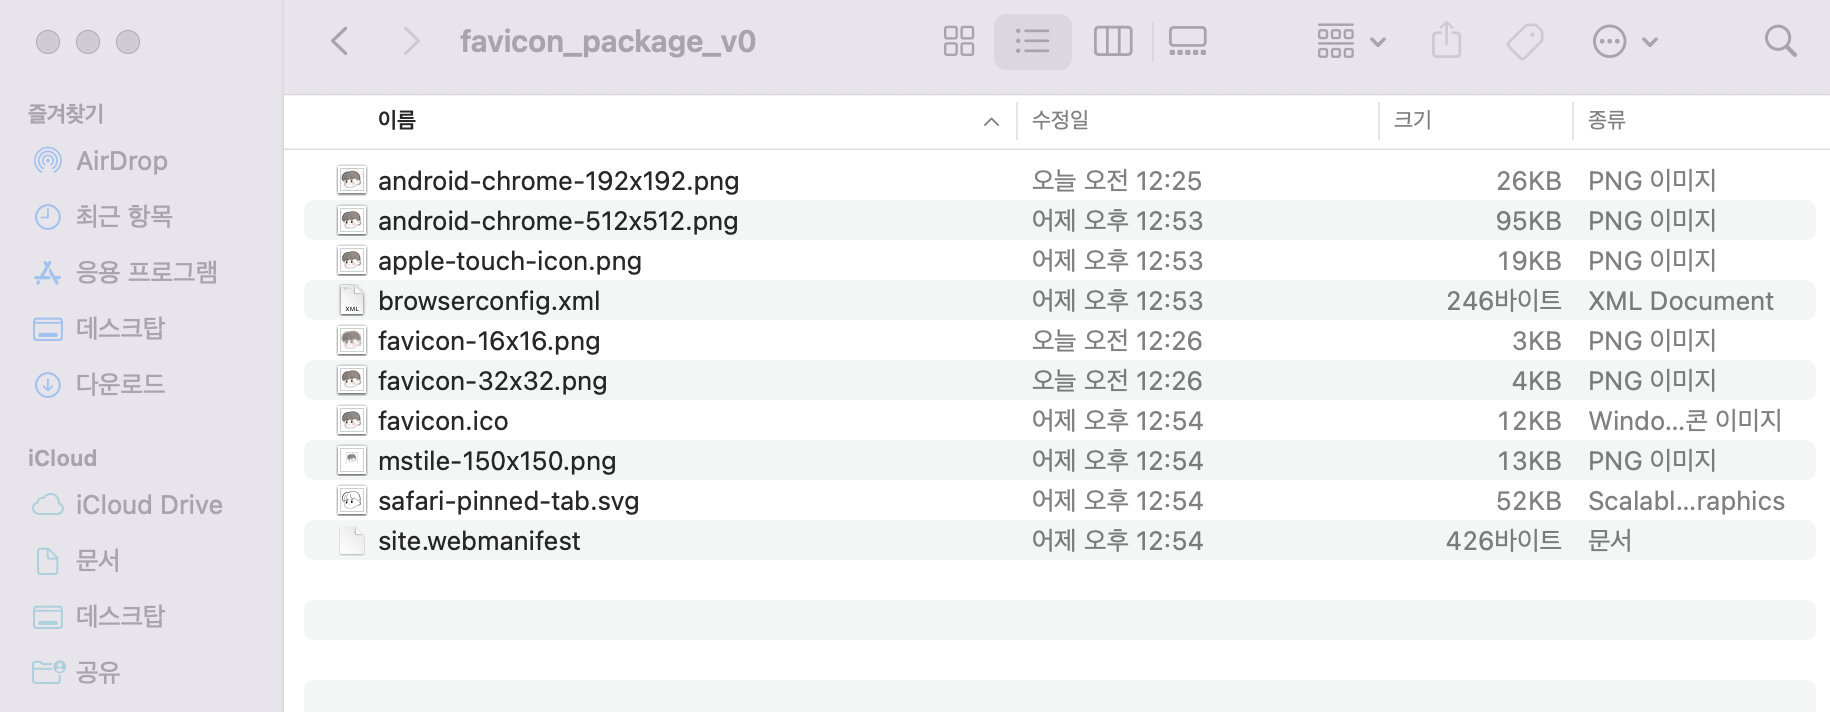 favicon_package_v0
즐겨찾기
AirDrop
최근 항목
응용 프로그램
데스크탑
다운로드
iCloud
iCloud Drive
문서
데스크탑
공유
이름 수정일 크기 종류
android-chrome-192x192.png 오늘 오전 12:25 26KB PNG 이미지
android-chrome-512x512.png 어제 오후 12:53 95KB PNG 이미지
apple-touch-icon.png 어제 오후 12:53 19KB PNG 이미지
XML browserconfig.xml 어제 오후 12:53 246바이트 XML Document
favicon-16x16.png 오늘 오전 12:26 3KB PNG 이미지
favicon-32x32.png 오늘 오전 12:26 4KB PNG 이미지
favicon.ico 어제 오후 12:54 12KB Windo...콘 이미지
mstile-150x150.png 어제 오후 12:54 13KB PNG 이미지
safari-pinned-tab.svg 어제 오후 12:54 52KB Scalabl...raphics
site.webmanifest 어제 오후 12:54 426바이트 문서